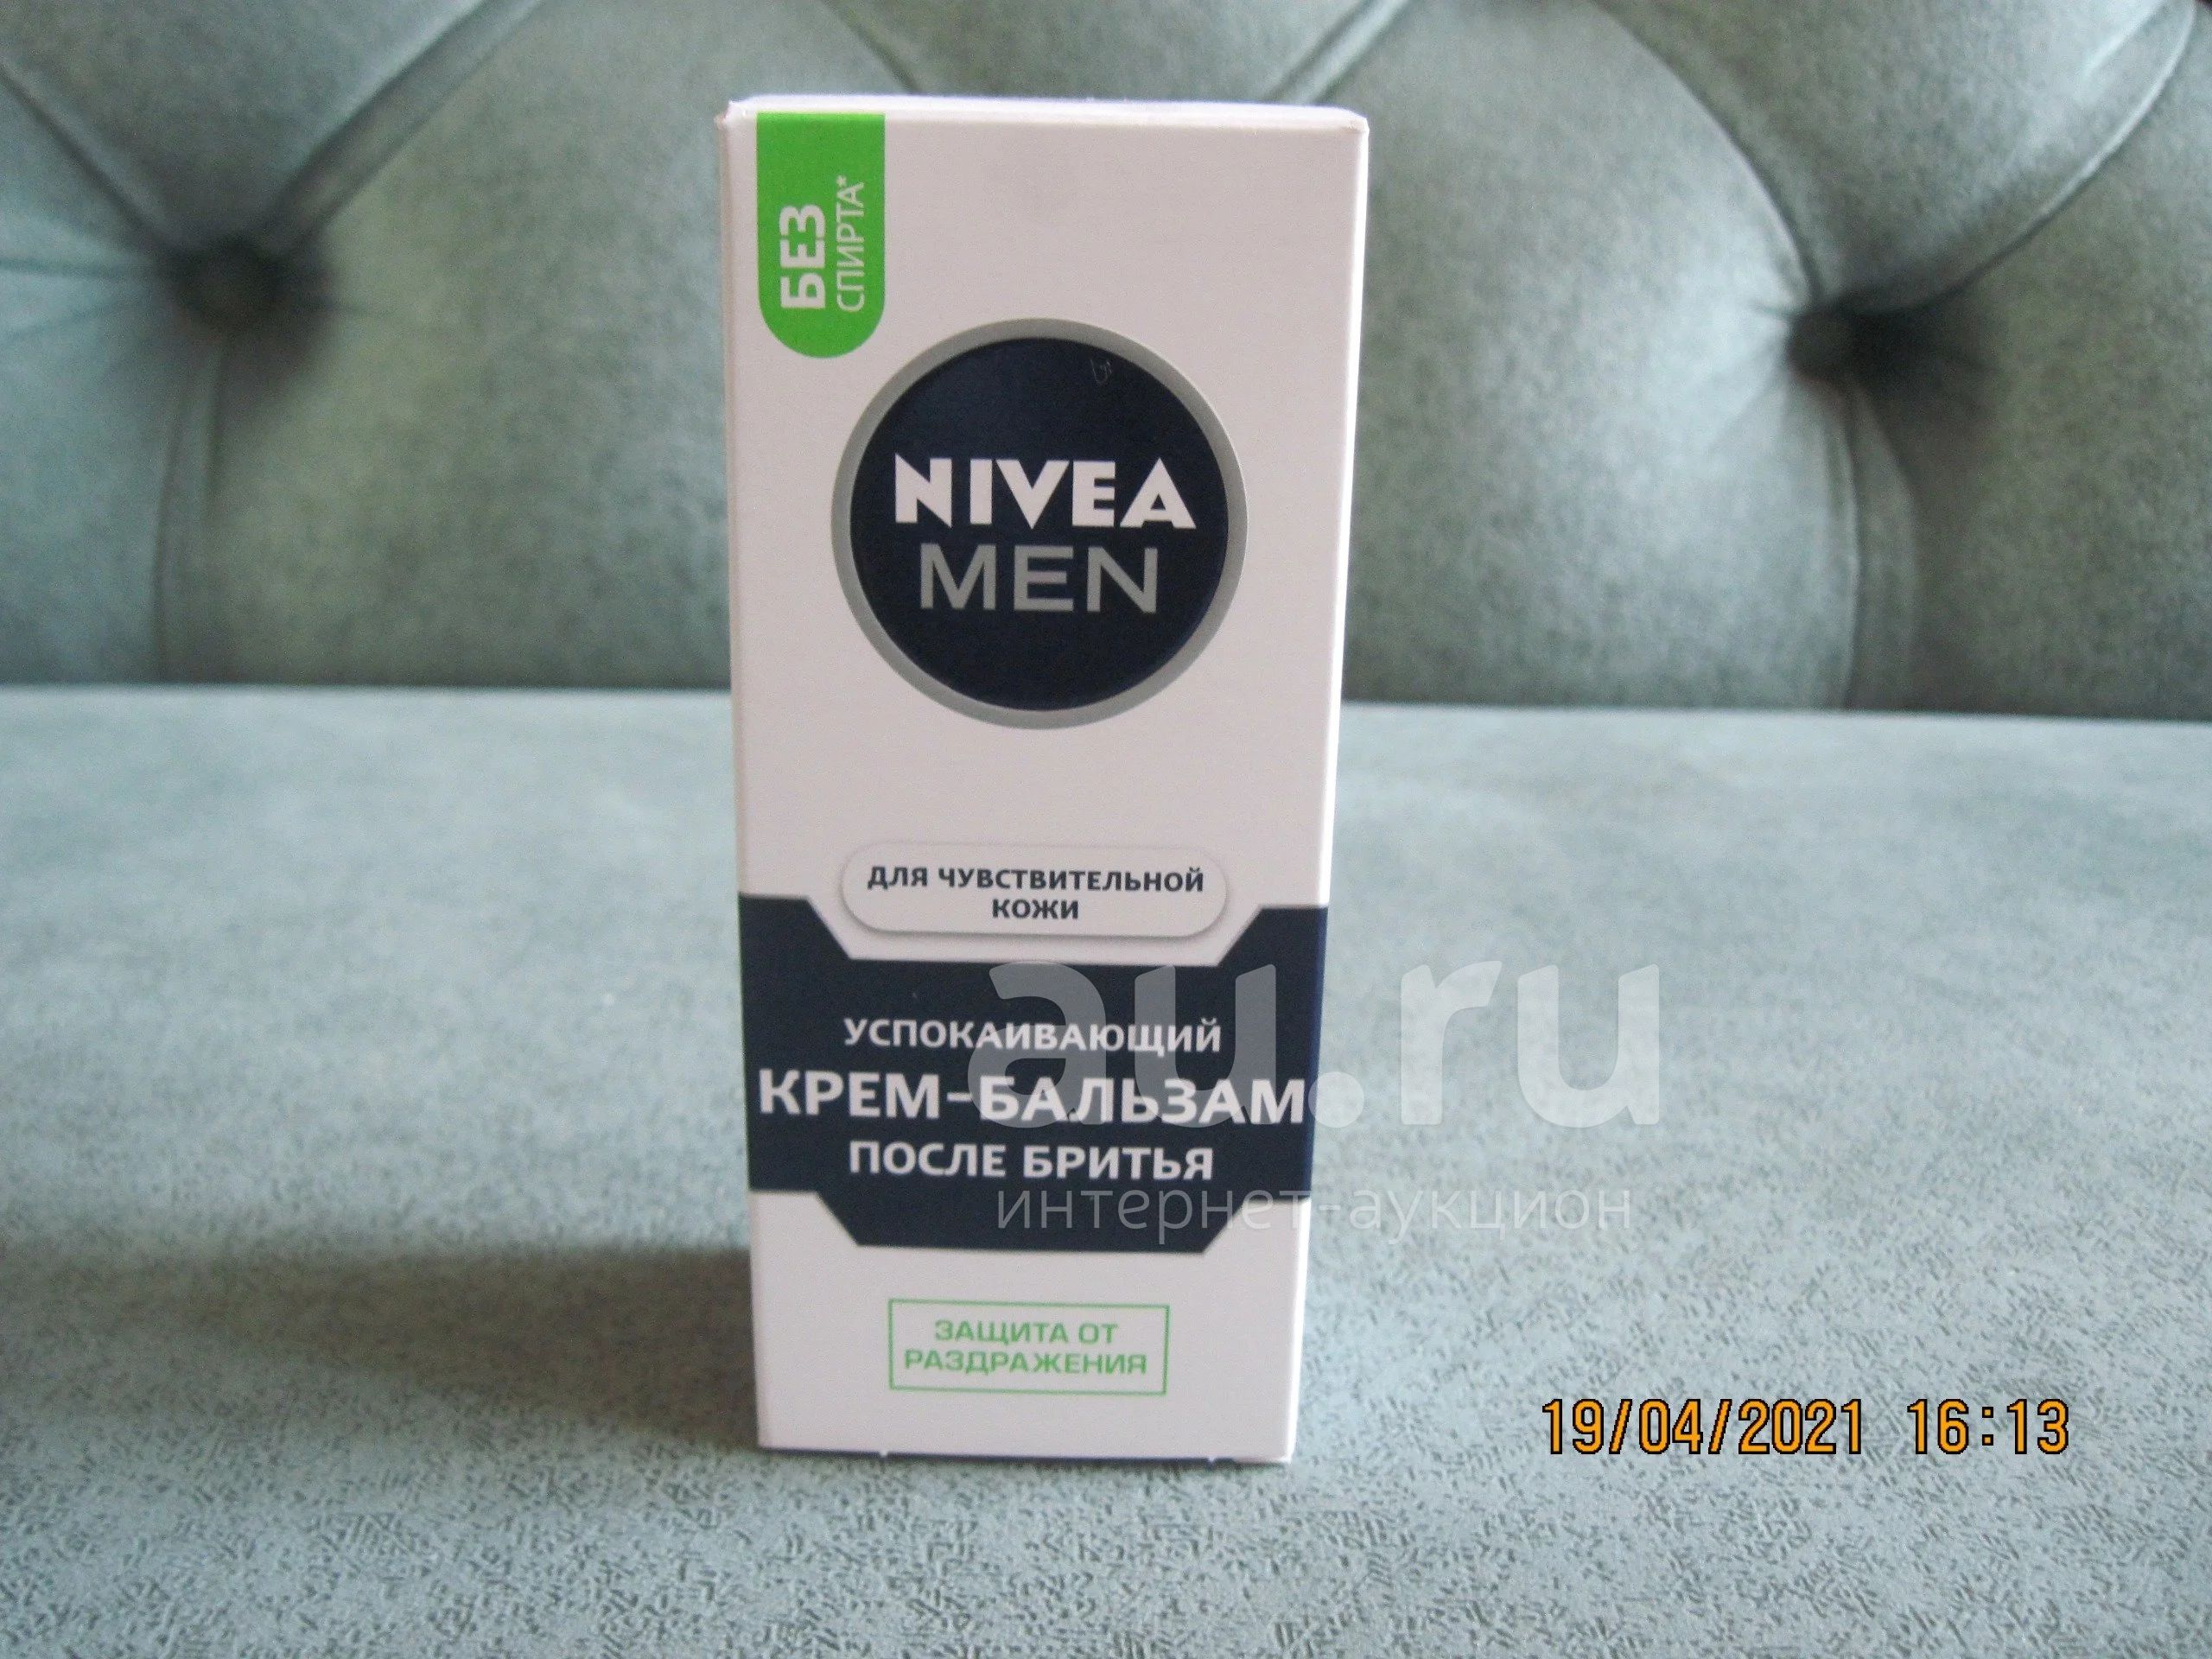 БЕЗ
СПИРТА*
NIVEA
MEN
ДЛЯ ЧУВСТВИТЕЛЬНОЙ
КОЖИ
УСПОКАИВАЮЩИЙ
КРЕМ-БАЛЬЗАМ
ПОСЛЕ БРИТЬЯ
au.ru
интернет-аукцион
ЗАЩИТА ОТ
РАЗДРАЖЕНИЯ
19/04/2021 16:13